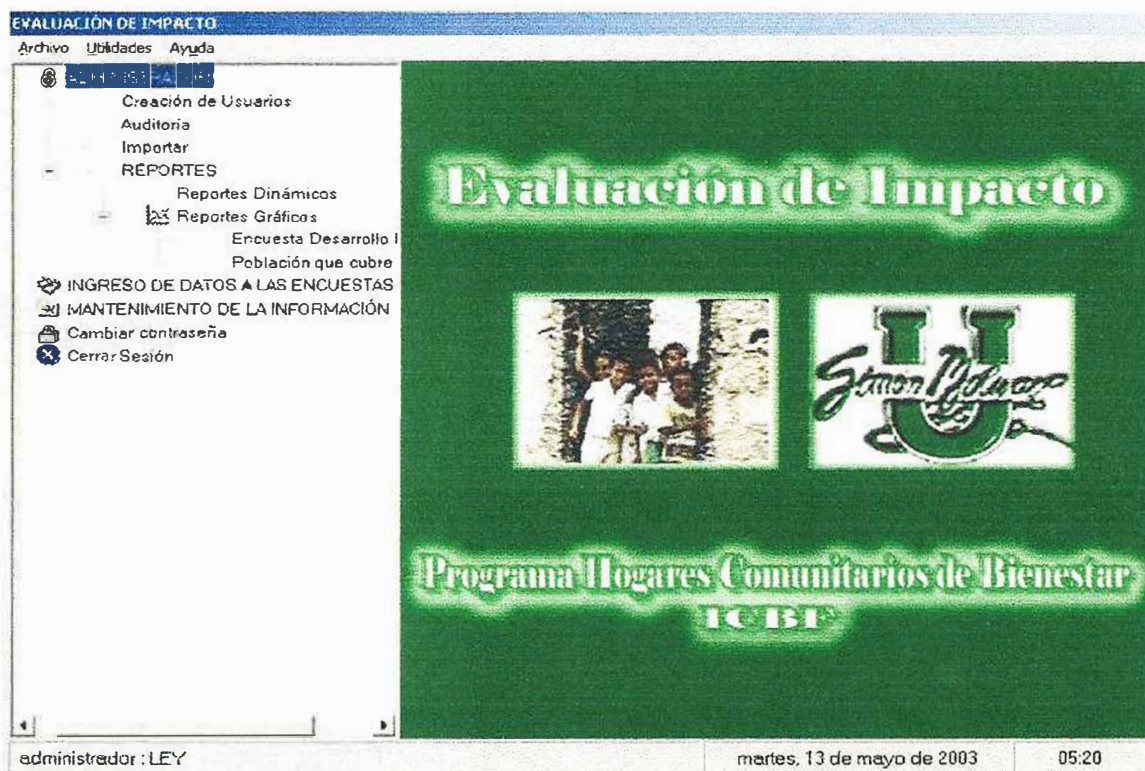 EVALUACIÓN DE IMPACTO
Archivo Utilidades Ayuda
Creación de Usuarios
Auditoria
Importar
REPORTES
Reportes Dinámicos
Reportes Gráficos
Encuesta Desarrollo I
Población que cubre
INGRESO DE DATOS A LAS ENCUESTAS
MANTENIMIENTO DE LA INFORMACIÓN
Cambiar contraseña
Cerrar Sesión
Evaluación de Impacto
U
Simón Bolívar
Programa Hogares Comunitarios de Bienestar
ICBF
administrador : LEY
martes, 13 de mayo de 2003
05:20